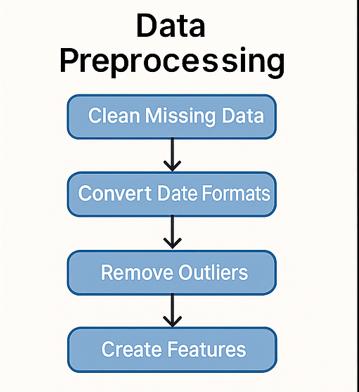 Data
Preprocessing
Clean Missing Data
Convert Date Formats
Remove Outliers
Create Features